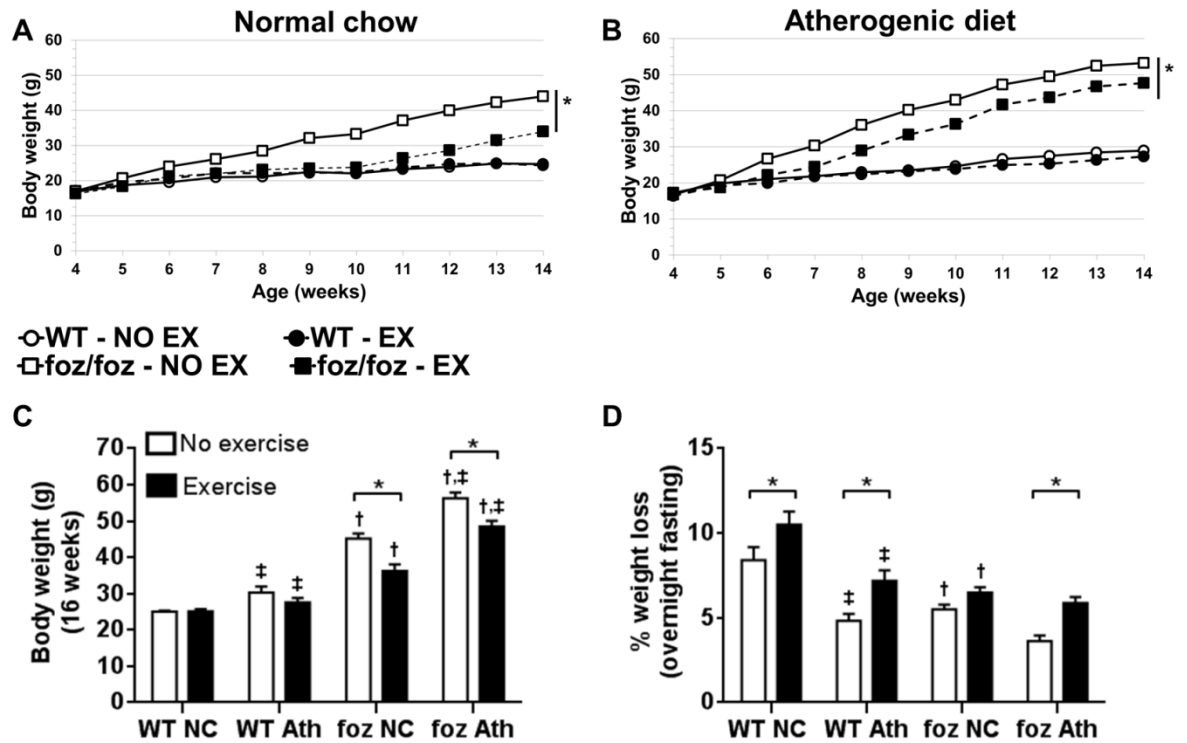 A
Normal chow
Body weight (g)
60
50
40
30
20
10
0
*
4 5 6 7 8 9 10 11 12 13 14
Age (weeks)
B
Atherogenic diet
Body weight (g)
60
50
40
30
20
10
0
*
4 5 6 7 8 9 10 11 12 13 14
Age (weeks)
WT - NO EX
WT - EX
foz/foz - NO EX
foz/foz - EX
C
Body weight (g)
(16 weeks)
70
60
50
40
30
20
10
0
No exercise
Exercise
‡ ‡
* † †
* †,‡ †,‡
WT NC WT Ath foz NC foz Ath
D
% weight loss
(overnight fasting)
15
10
5
0
*
* ‡ ‡
† †
*
WT NC WT Ath foz NC foz Ath